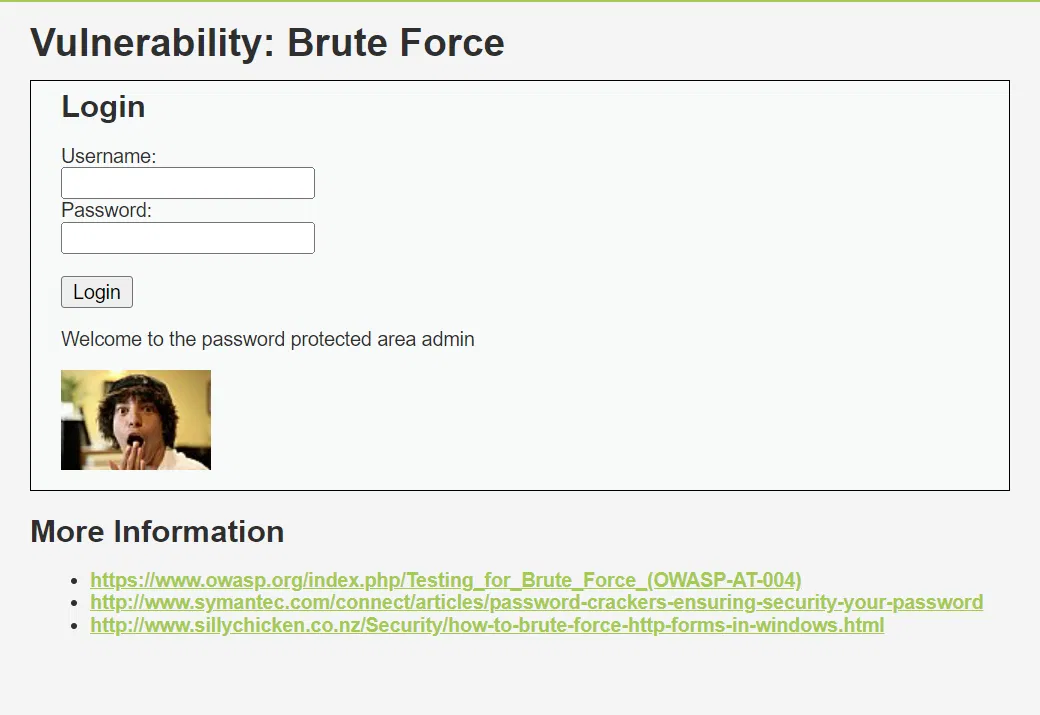 Vulnerability: Brute Force
Login
Username:
Password:
Login
Welcome to the password protected area admin
More Information
https://www.owasp.org/index.php/Testing_for_Brute_Force_(OWASP-AT-004)
http://www.symantec.com/connect/articles/password-crackers-ensuring-security-your-password
http://www.sillychicken.co.nz/Security/how-to-brute-force-http-forms-in-windows.html